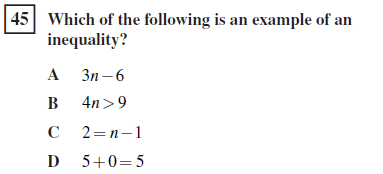 45 Which of the following is an example of an
inequality?
A 3n – 6
B 4n > 9
C 2 = n – 1
D 5 + 0 = 5